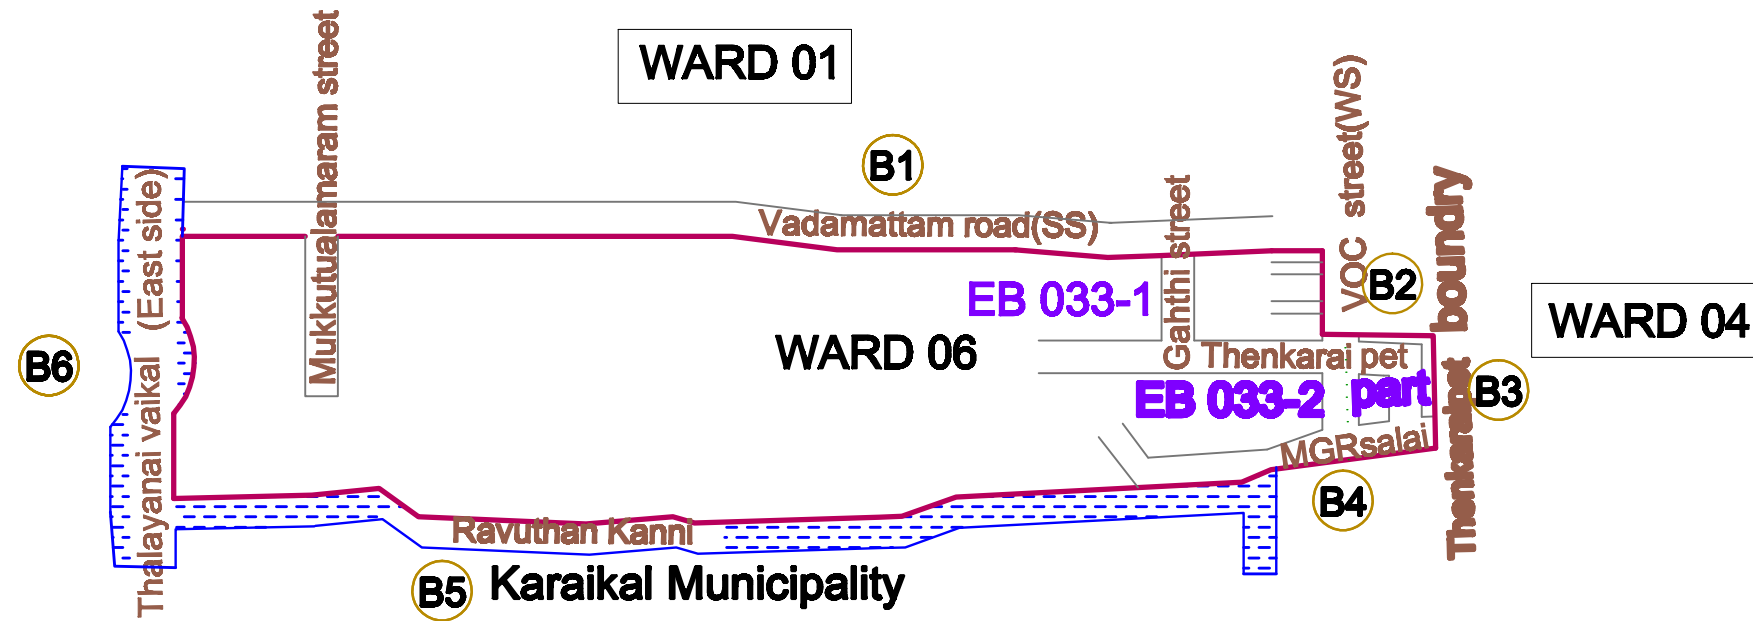 WARD 01
Mukkutualamaram street
B1
VOC street(WS)
Vadamattam road(SS)
Gahthi street
Thalayanai vaikal (East side)
B2
Thenkaraipet boundry
EB 033-1
WARD 04
WARD 06
Thenkarai pet
B6
EB 033-2 part
B3
MGRsalai
B4
Ravuthan Kanni
B5
Karaikal Municipality